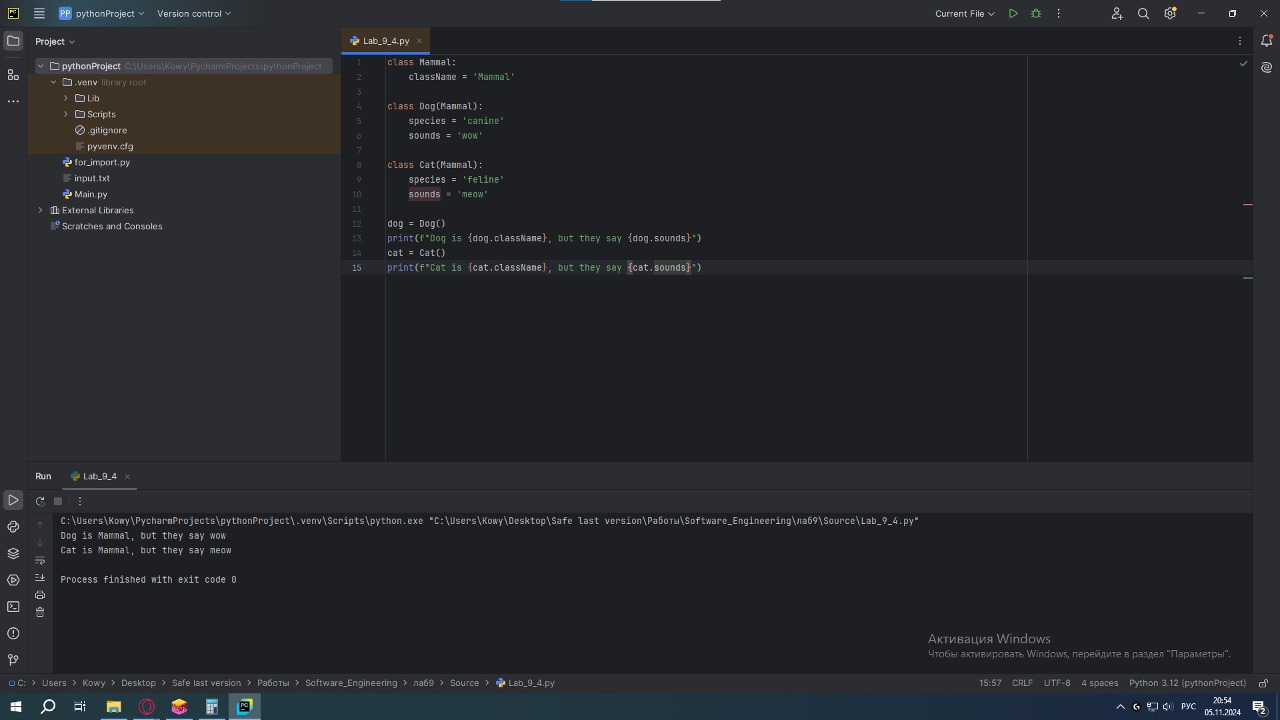 PP pythonProject Version control Current File
Project
Lab_9_4.py
pythonProject C:\Users\Kowy\PycharmProjects\pythonProject
.venv library root
Lib
Scripts
.gitignore
pyvenv.cfg
for_import.py
input.txt
Main.py
External Libraries
Scratches and Consoles
1 class Mammal:
2 className = 'Mammal'
3
4 class Dog(Mammal):
5 species = 'canine'
6 sounds = 'wow'
7
8 class Cat(Mammal):
9 species = 'feline'
10 sounds = 'meow'
11
12 dog = Dog()
13 print(f"Dog is {dog.className}, but they say {dog.sounds}")
14 cat = Cat()
15 print(f"Cat is {cat.className}, but they say {cat.sounds}")
Run Lab_9_4
C:\Users\Kowy\PycharmProjects\pythonProject\.venv\Scripts\python.exe "C:\Users\Kowy\Desktop\Safe last version\Работы\Software_Engineering\лаб9\Source\Lab_9_4.py"
Dog is Mammal, but they say wow
Cat is Mammal, but they say meow
Process finished with exit code 0
Активация Windows
Чтобы активировать Windows, перейдите в раздел "Параметры".
C: Users Kowy Desktop Safe last version Работы Software_Engineering лаб9 Source Lab_9_4.py 15:57 CRLF UTF-8 4 spaces Python 3.12 (pythonProject)
PC РУС 20:54
05.11.2024 2